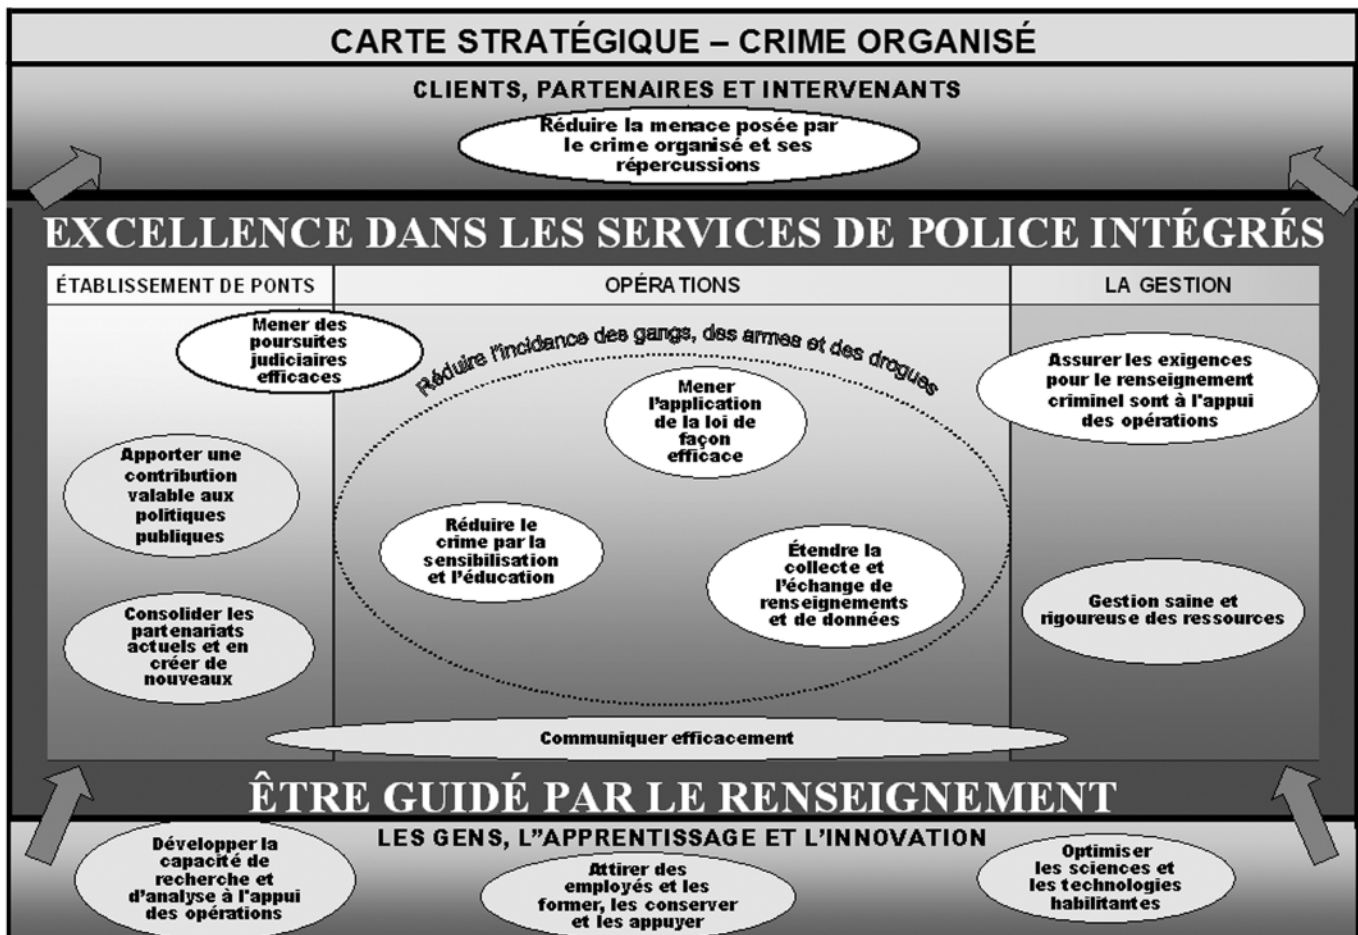 CARTE STRATÉGIQUE – CRIME ORGANISÉ
CLIENTS, PARTENAIRES ET INTERVENANTS
Réduire la menace posée par
le crime organisé et ses
répercussions
EXCELLENCE DANS LES SERVICES DE POLICE INTÉGRÉS
ÉTABLISSEMENT DE PONTS
OPÉRATIONS
LA GESTION
Mener des
poursuites
judiciaires
efficaces
Apporter une
contribution
valable aux
politiques
publiques
Consolider les
partenariats
actuels et en
créer de
nouveaux
Réduire l'incidence des gangs, des armes et des drogues
Mener
l'application
de la loi de
façon
efficace
Réduire le
crime par la
sensibilisation
et l'éducation
Étendre la
collecte et
l'échange de
renseignements
et de données
Assurer les exigences
pour le renseignement
criminel sont à l'appui
des opérations
Gestion saine et
rigoureuse des ressources
Communiquer efficacement
ÊTRE GUIDÉ PAR LE RENSEIGNEMENT
LES GENS, L"APPRENTISSAGE ET L'INNOVATION
Développer la
capacité de
recherche et
d'analyse à l'appui
des opérations
Attirer des
employés et les
former, les conserver
et les appuyer
Optimiser
les sciences et
les technologies
habilitantes